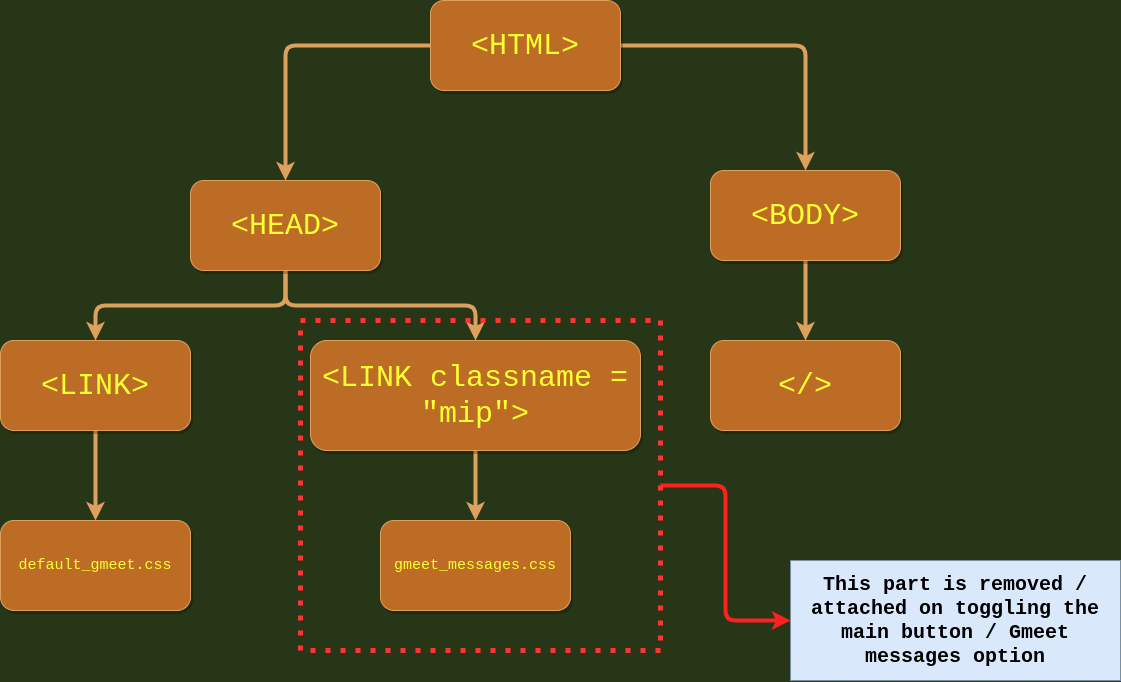 <HTML>
<HEAD>
<BODY>
<LINK>
<LINK classname =
"mip">
</>
default_gmeet.css
gmeet_messages.css
This part is removed /
attached on toggling the
main button / Gmeet
messages option